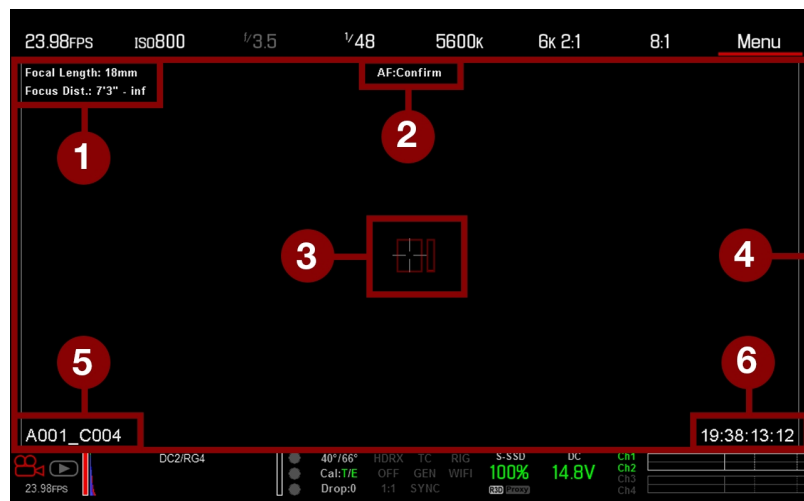 23.98FPS ISO800 f/3.5 1/48 5600K 6K 2:1 8:1 Menu
Focal Length: 18mm
Focus Dist.: 7'3" - inf
AF:Confirm
1
2
3
4
5
6
A001_C004
19:38:13:12
DC2/RG4 40°/66° HDRX TC RIG S-SSD DC Ch1
Cal:T/E OFF GEN WIFI 100% 14.8V Ch2
23.98FPS Drop:0 1:1 SYNC R3D Proxy Ch3
Ch4